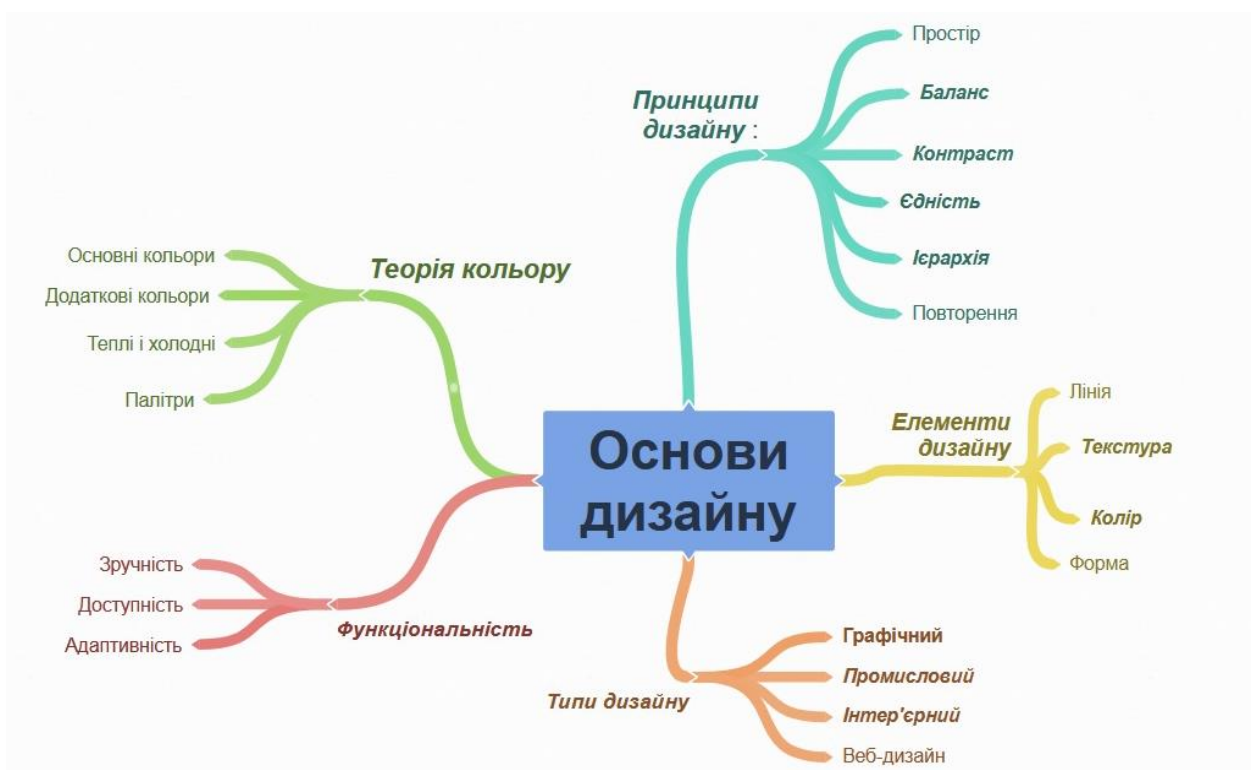 Основи
дизайну
Принципи
дизайну :
Простір
Баланс
Контраст
Єдність
Ієрархія
Повторення
Елементи
дизайну
Лінія
Текстура
Колір
Форма
Типи дизайну
Графічний
Промисловий
Інтер'єрний
Веб-дизайн
Функціональність
Зручність
Доступність
Адаптивність
Теорія кольору
Основні кольори
Додаткові кольори
Теплі і холодні
Палітри